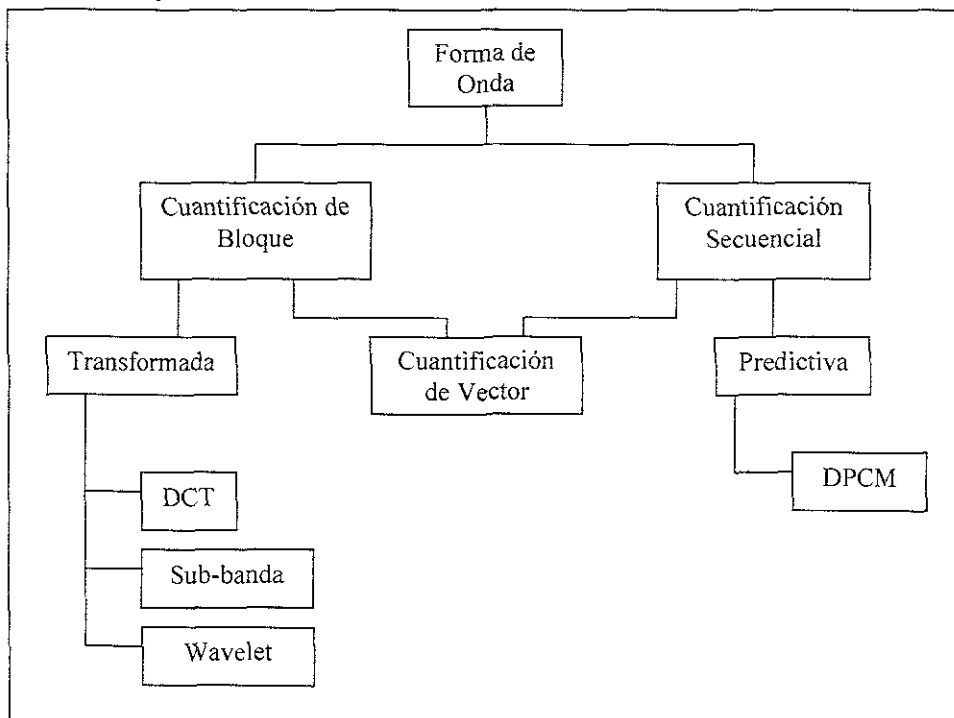 Forma de
Onda
Cuantificación de
Bloque
Cuantificación
Secuencial
Transformada
Cuantificación
de Vector
Predictiva
DCT
DPCM
Sub-banda
Wavelet